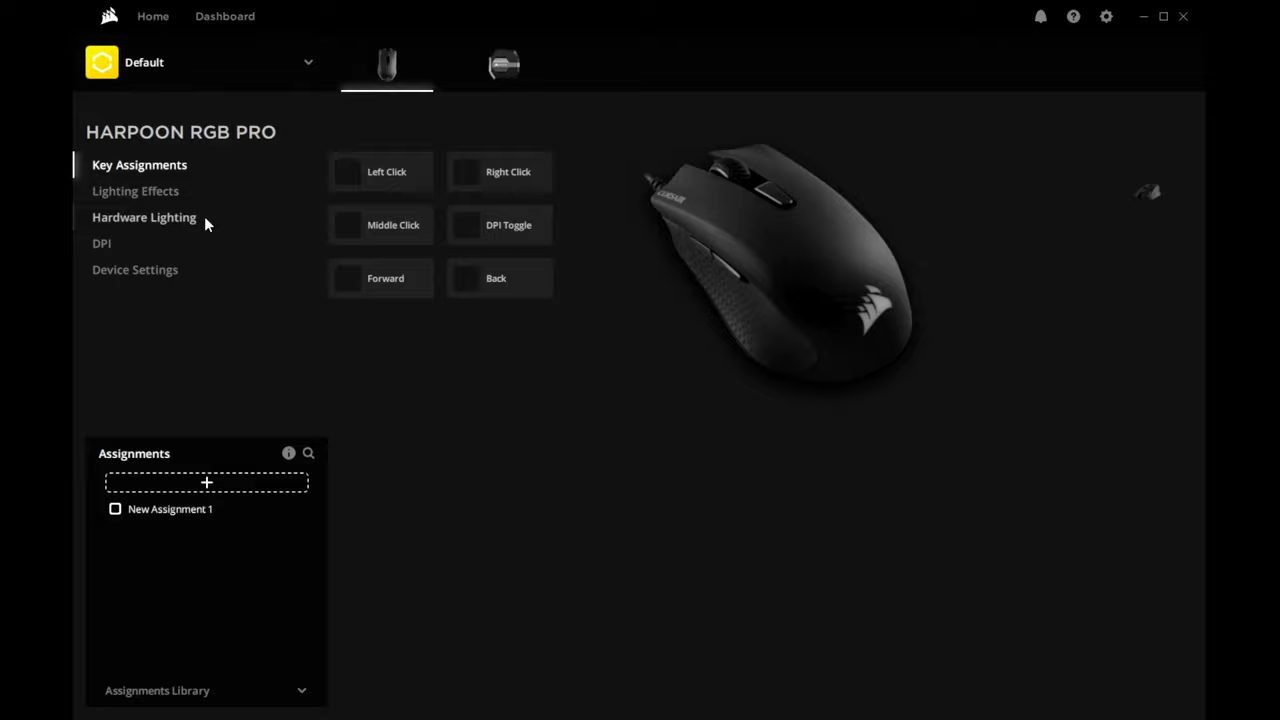 Home Dashboard
Default
HARPOON RGB PRO
Key Assignments
Lighting Effects
Hardware Lighting
DPI
Device Settings
Left Click Right Click
Middle Click DPI Toggle
Forward Back
CORSAIR
Assignments
+
New Assignment 1
Assignments Library